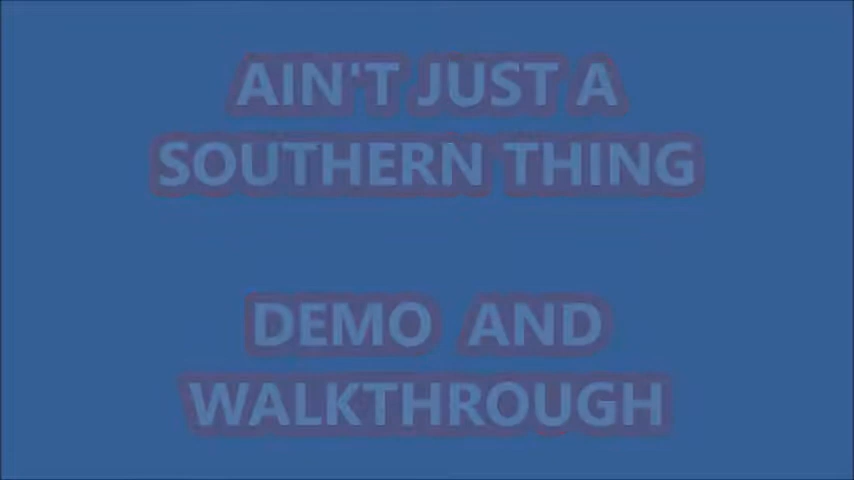 AIN'T JUST A
SOUTHERN THING
DEMO AND
WALKTHROUGH